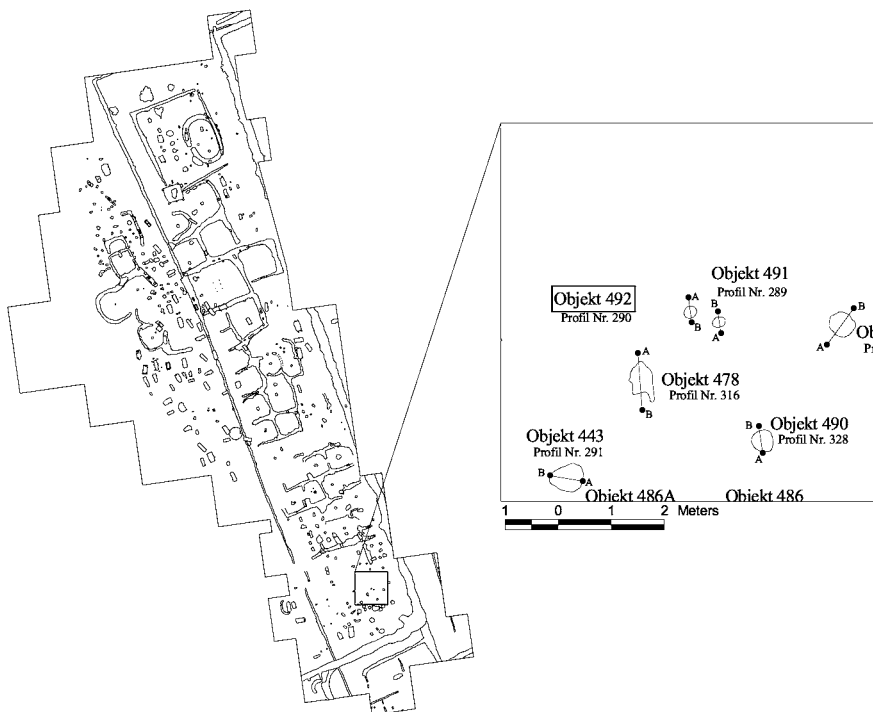 Objekt 491
Profil Nr. 289
Objekt 492
Profil Nr. 290
A
B
B
A
B
A
A
B
Objekt 478
Profil Nr. 316
Objekt 490
Profil Nr. 328
B
A
Objekt 443
Profil Nr. 291
B
A
Objekt 486A
Objekt 486
1 0 1 2 Meters